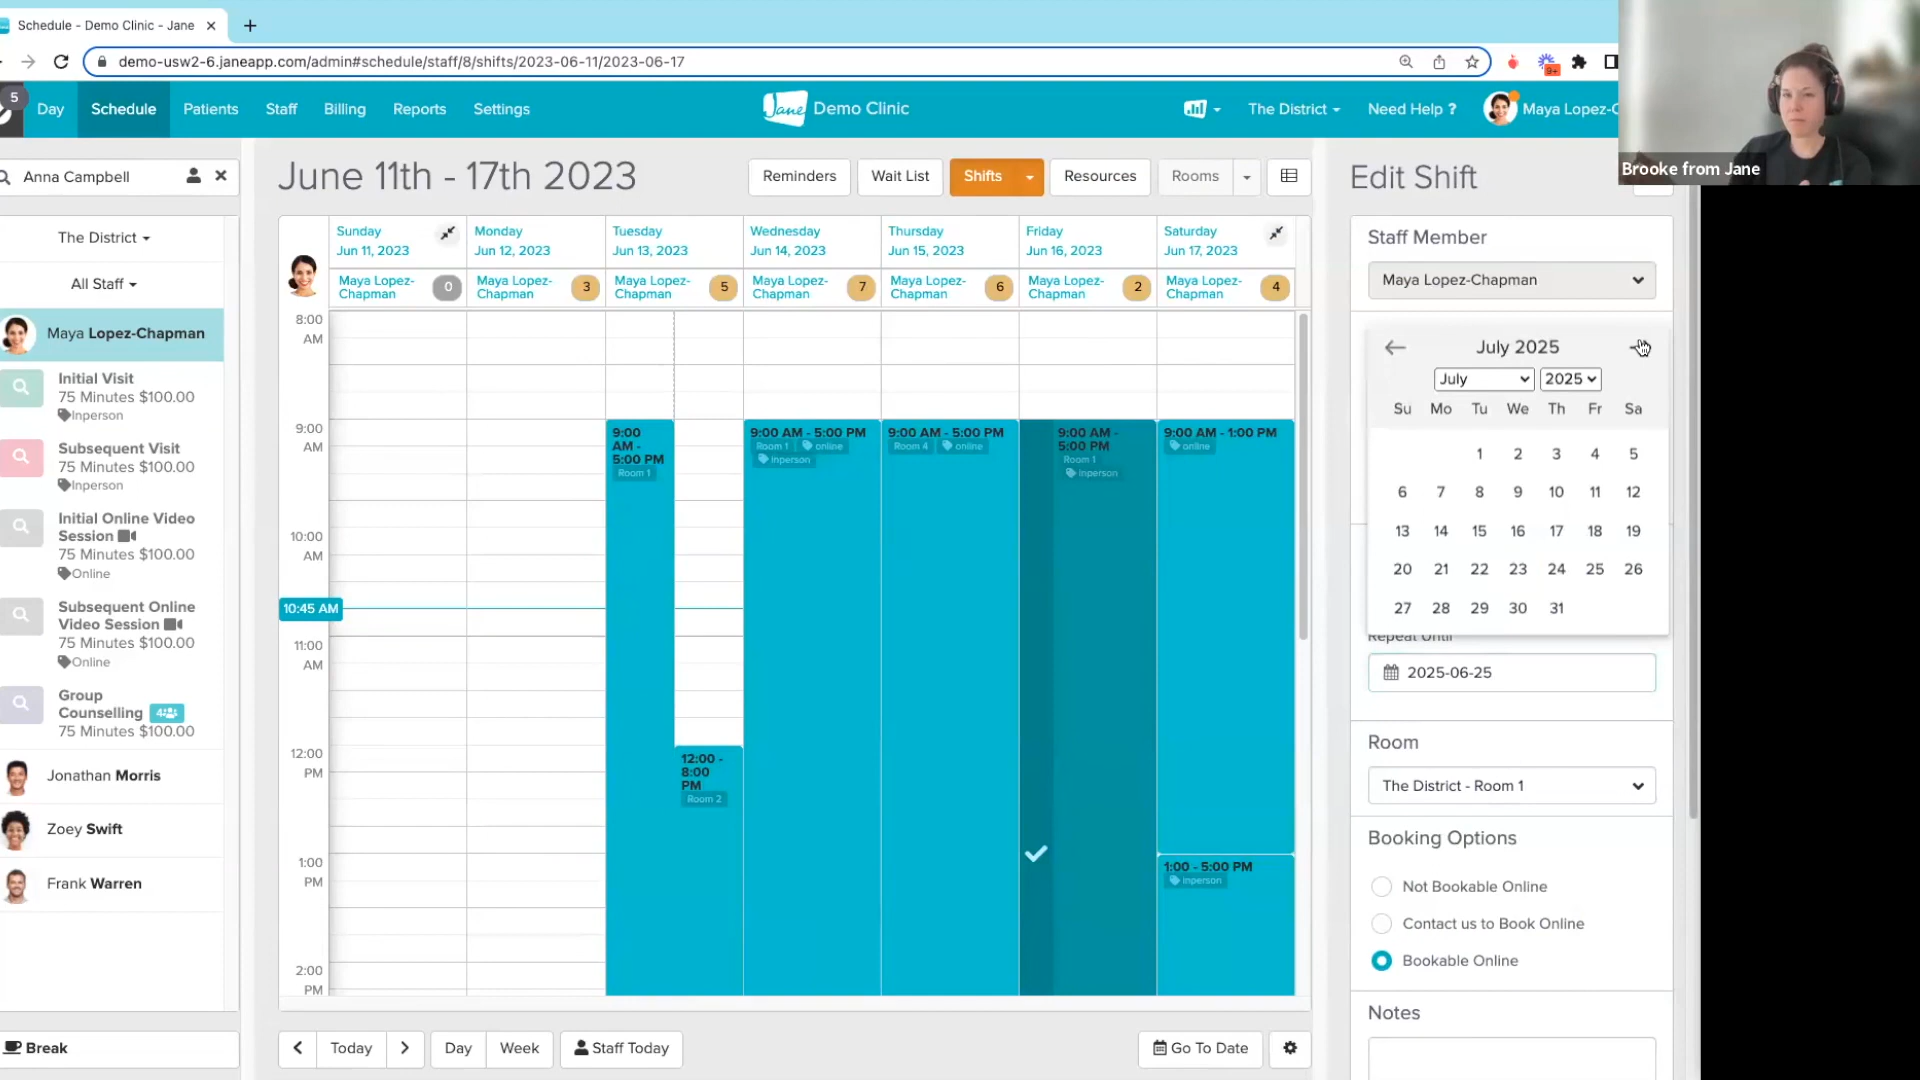 Schedule - Demo Clinic - Jane
demo-usw2-6.janeapp.com/admin#schedule/staff/8/shifts/2023-06-11/2023-06-17
9+
5
Day
Schedule
Patients
Staff
Billing
Reports
Settings
Jane
Demo Clinic
The District
Need Help ?
Maya Lopez-C
Brooke from Jane
Anna Campbell
The District
All Staff
Maya Lopez-Chapman
Initial Visit
75 Minutes $100.00
Inperson
Subsequent Visit
75 Minutes $100.00
Inperson
Initial Online Video
Session
75 Minutes $100.00
Online
Subsequent Online
Video Session
75 Minutes $100.00
Online
Group
Counselling 4
75 Minutes $100.00
Jonathan Morris
Zoey Swift
Frank Warren
Break
June 11th - 17th 2023
Reminders
Wait List
Shifts
Resources
Rooms
Sunday
Jun 11, 2023
Monday
Jun 12, 2023
Tuesday
Jun 13, 2023
Wednesday
Jun 14, 2023
Thursday
Jun 15, 2023
Friday
Jun 16, 2023
Saturday
Jun 17, 2023
Maya Lopez-
Chapman
0
Maya Lopez-
Chapman
3
Maya Lopez-
Chapman
5
Maya Lopez-
Chapman
7
Maya Lopez-
Chapman
6
Maya Lopez-
Chapman
2
Maya Lopez-
Chapman
4
8:00
AM
9:00
AM
10:00
AM
10:45 AM
11:00
AM
12:00
PM
1:00
PM
2:00
PM
9:00
AM -
5:00 PM
Room 1
12:00 -
8:00
PM
Room 2
9:00 AM - 5:00 PM
Room 1 online
inperson
9:00 AM - 5:00 PM
Room 4 online
9:00 AM -
5:00 PM
Room 1
inperson
9:00 AM - 1:00 PM
online
1:00 - 5:00 PM
inperson
Today
Day
Week
Staff Today
Go To Date
Edit Shift
Staff Member
Maya Lopez-Chapman
July 2025
July 2025
Su Mo Tu We Th Fr Sa
1 2 3 4 5
6 7 8 9 10 11 12
13 14 15 16 17 18 19
20 21 22 23 24 25 26
27 28 29 30 31
Repeat Until
2025-06-25
Room
The District - Room 1
Booking Options
Not Bookable Online
Contact us to Book Online
Bookable Online
Notes